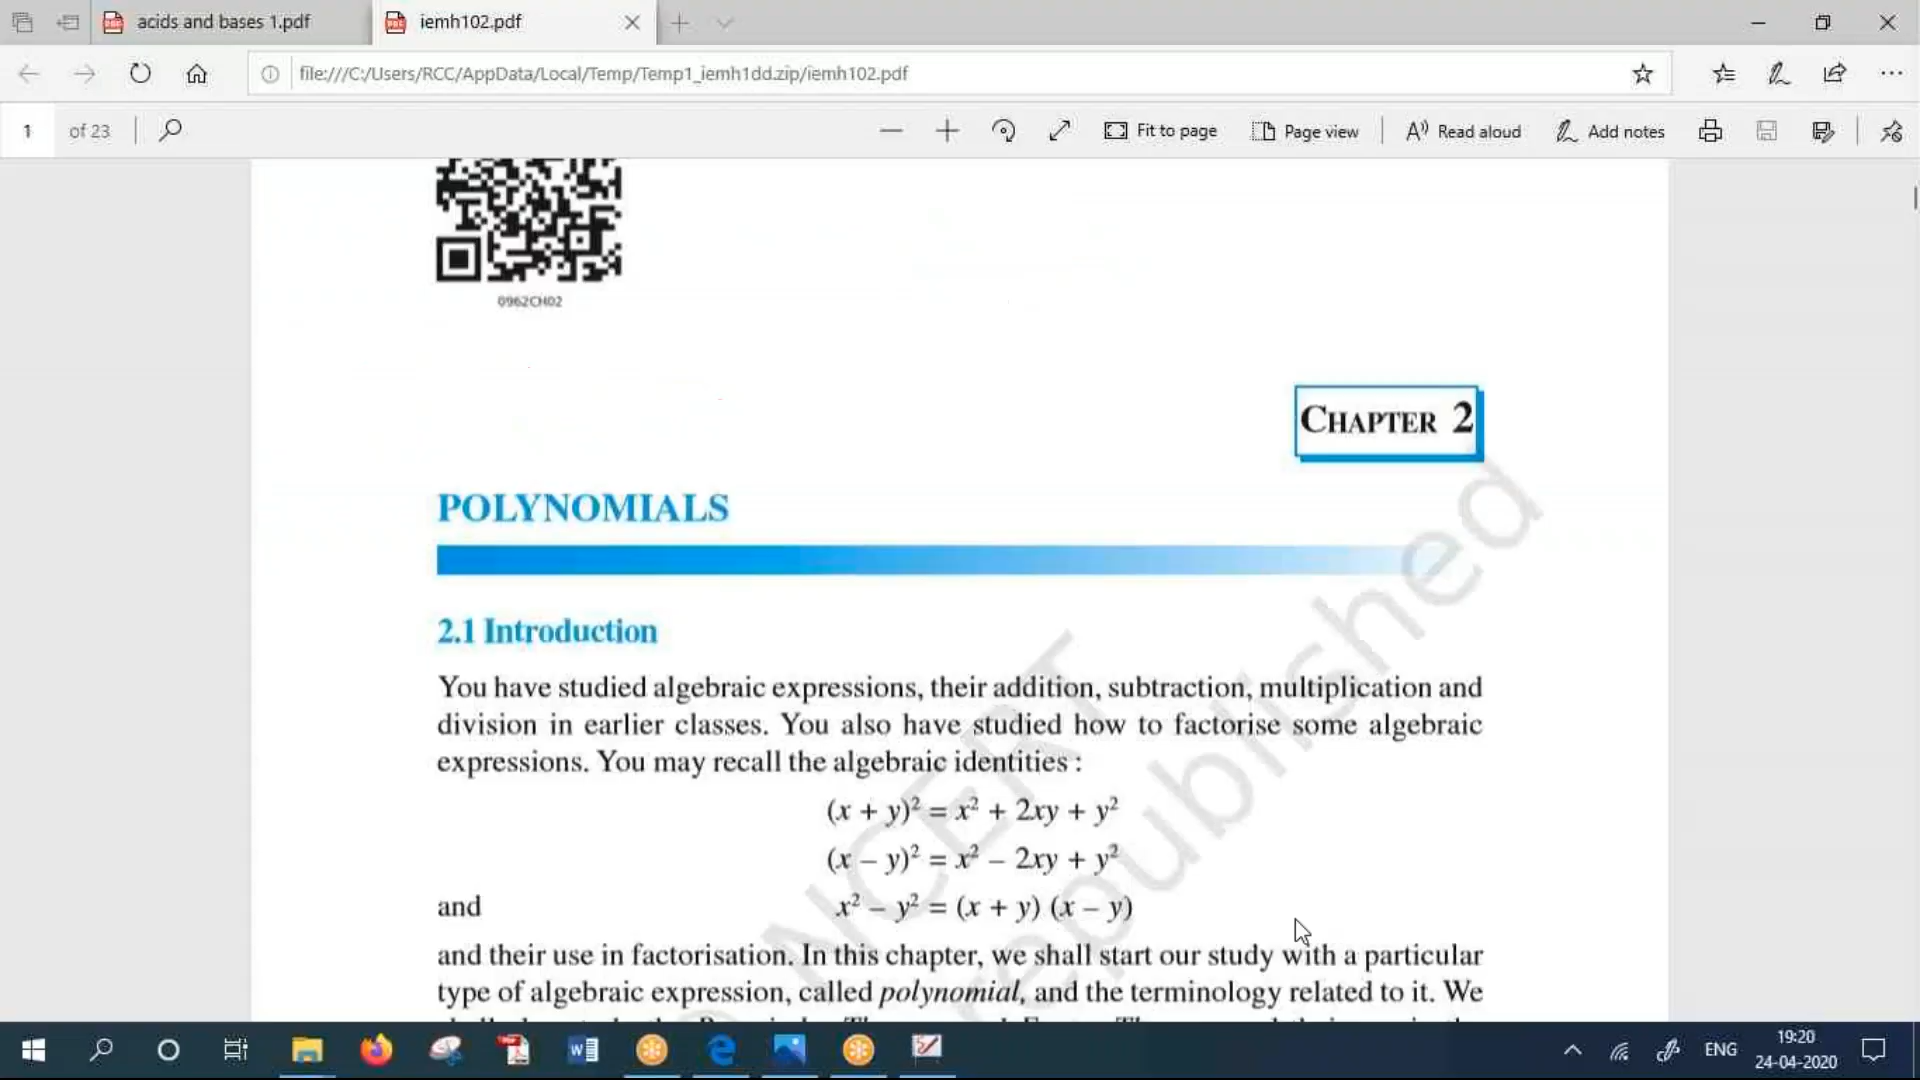 acids and bases 1.pdf
iemh102.pdf
file:///C:/Users/RCC/AppData/Local/Temp/Temp1_iemh1dd.zip/iemh102.pdf
1 of 23
Fit to page
Page view
Read aloud
Add notes
0962CH02
CHAPTER 2
POLYNOMIALS
2.1 Introduction
You have studied algebraic expressions, their addition, subtraction, multiplication and
division in earlier classes. You also have studied how to factorise some algebraic
expressions. You may recall the algebraic identities :
(x + y)² = x² + 2xy + y²
(x – y)² = x² – 2xy + y²
and x² – y² = (x + y) (x – y)
and their use in factorisation. In this chapter, we shall start our study with a particular
type of algebraic expression, called polynomial, and the terminology related to it. We
NCERT
republished
ENG
19:20
24-04-2020